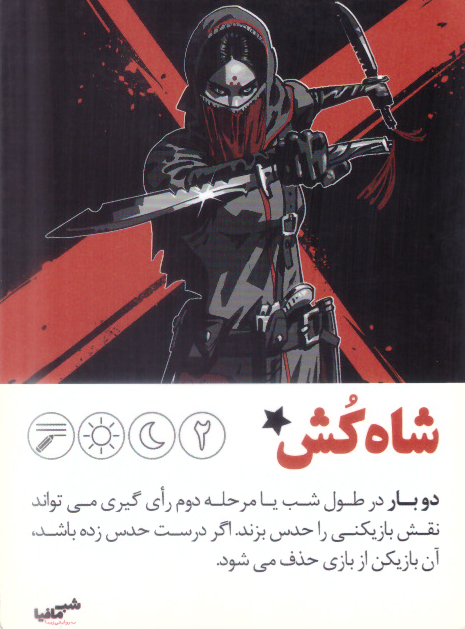 شاه کُش
۲
دو بار در طول شب یا مرحله دوم رأی گیری می تواند
نقش بازیکنی را حدس بزند. اگر درست حدس زده باشد،
آن بازیکن از بازی حذف می شود.
شب
مافیا